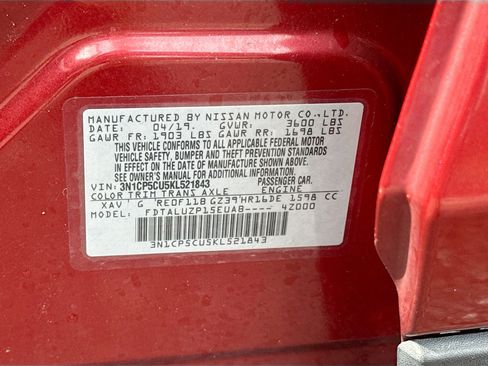 MANUFACTURED BY NISSAN MOTOR CO.,LTD.
DATE: 04/19. GVWR: 3600 LBS
GAWR FR: 1903 LBS GAWR RR: 1698 LBS
THIS VEHICLE CONFORMS TO ALL APPLICABLE FEDERAL MOTOR
VEHICLE SAFETY, BUMPER AND THEFT PREVENTION STANDARDS
IN EFFECT ON THE DATE OF MANUFACTURE SHOWN ABOVE.
SEE OWNER'S MANUAL FOR ADDITIONAL INFORMATION.
VIN: 3N1CP5CU5KL521843 PASSENGER CAR.
COLOR TRIM TRANS AXLE ENGINE
XAV G RE0F11B GZ39 HR16DE 1598 CC
MODEL: FDTALUZP15EUAB---- 4Z000
3N1CP5CU5KL521843